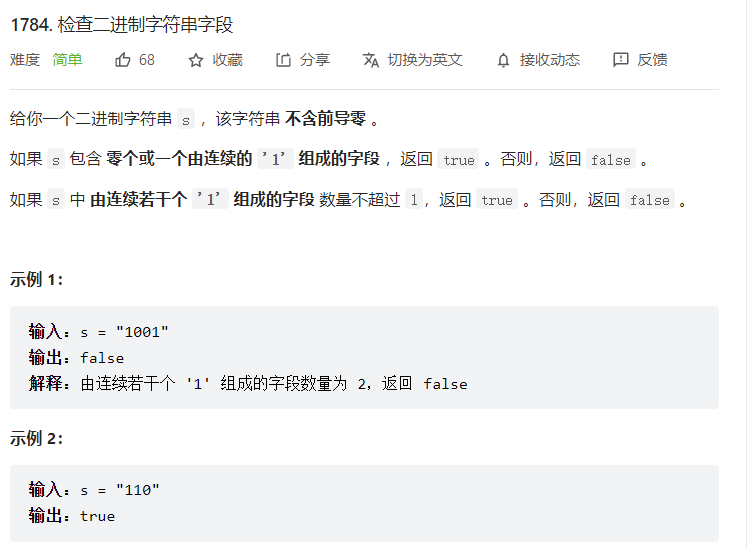 1784. 检查二进制字符串字段
难度 简单 68 收藏 分享 切换为英文 接收动态 反馈
给你一个二进制字符串 s ，该字符串 不含前导零 。
如果 s 包含 零个或一个由连续的 '1' 组成的字段 ，返回 true 。否则，返回 false 。
如果 s 中 由连续若干个 '1' 组成的字段 数量不超过 1，返回 true 。否则，返回 false 。
示例 1：
输入：s = "1001"
输出：false
解释：由连续若干个 '1' 组成的字段数量为 2，返回 false
示例 2：
输入：s = "110"
输出：true